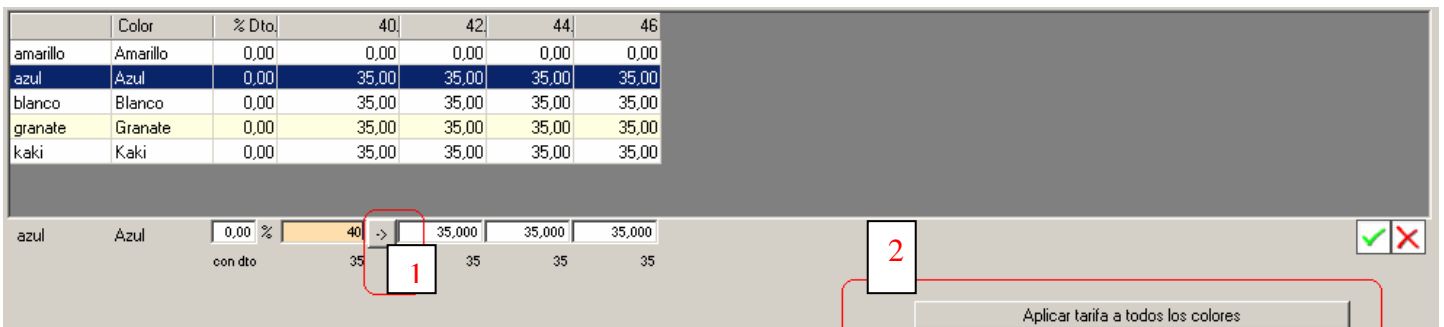 Color % Dto. 40. 42. 44. 46
amarillo Amarillo 0,00 0,00 0,00 0,00 0,00
azul Azul 0,00 35,00 35,00 35,00 35,00
blanco Blanco 0,00 35,00 35,00 35,00 35,00
granate Granate 0,00 35,00 35,00 35,00 35,00
kaki Kaki 0,00 35,00 35,00 35,00 35,00
azul Azul 0,00 % 40 -> 35,000 35,000 35,000
con dto 35 35 35 35
1
2
Aplicar tarifa a todos los colores